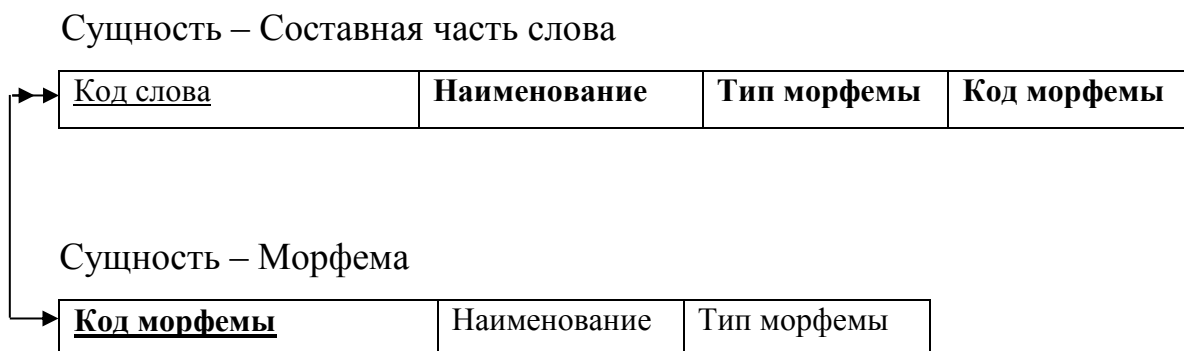 Сущность – Составная часть слова
Код слова Наименование Тип морфемы Код морфемы
Сущность – Морфема
Код морфемы Наименование Тип морфемы